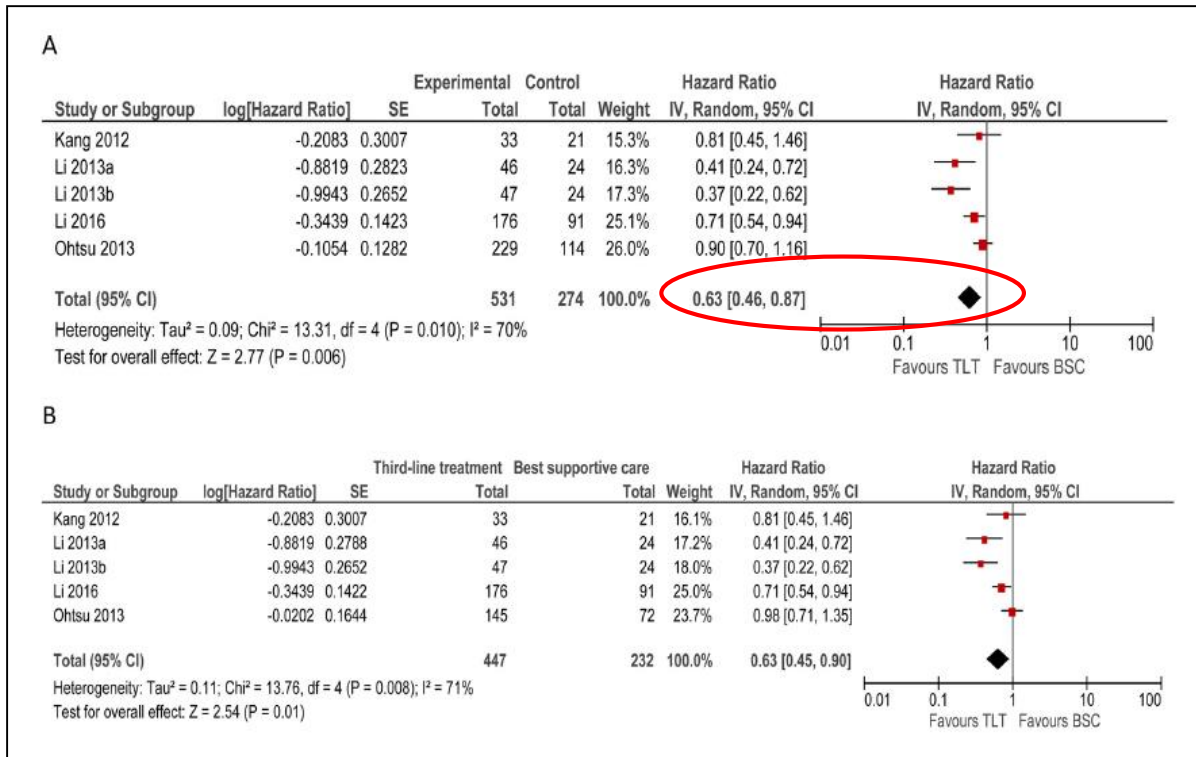 A
Experimental Control Hazard Ratio Hazard Ratio
Study or Subgroup log[Hazard Ratio] SE Total Total Weight IV, Random, 95% CI IV, Random, 95% CI
Kang 2012 -0.2083 0.3007 33 21 15.3% 0.81 [0.45, 1.46]
Li 2013a -0.8819 0.2823 46 24 16.3% 0.41 [0.24, 0.72]
Li 2013b -0.9943 0.2652 47 24 17.3% 0.37 [0.22, 0.62]
Li 2016 -0.3439 0.1423 176 91 25.1% 0.71 [0.54, 0.94]
Ohtsu 2013 -0.1054 0.1282 229 114 26.0% 0.90 [0.70, 1.16]
Total (95% CI) 531 274 100.0% 0.63 [0.46, 0.87]
Heterogeneity: Tau² = 0.09; Chi² = 13.31, df = 4 (P = 0.010); I² = 70%
Test for overall effect: Z = 2.77 (P = 0.006)
0.01 0.1 1 10 100
Favours TLT Favours BSC
B
Third-line treatment Best supportive care Hazard Ratio Hazard Ratio
Study or Subgroup log[Hazard Ratio] SE Total Total Weight IV, Random, 95% CI IV, Random, 95% CI
Kang 2012 -0.2083 0.3007 33 21 16.1% 0.81 [0.45, 1.46]
Li 2013a -0.8819 0.2788 46 24 17.2% 0.41 [0.24, 0.72]
Li 2013b -0.9943 0.2652 47 24 18.0% 0.37 [0.22, 0.62]
Li 2016 -0.3439 0.1422 176 91 25.0% 0.71 [0.54, 0.94]
Ohtsu 2013 -0.0202 0.1644 145 72 23.7% 0.98 [0.71, 1.35]
Total (95% CI) 447 232 100.0% 0.63 [0.45, 0.90]
Heterogeneity: Tau² = 0.11; Chi² = 13.76, df = 4 (P = 0.008); I² = 71%
Test for overall effect: Z = 2.54 (P = 0.01)
0.01 0.1 1 10 100
Favours TLT Favours BSC